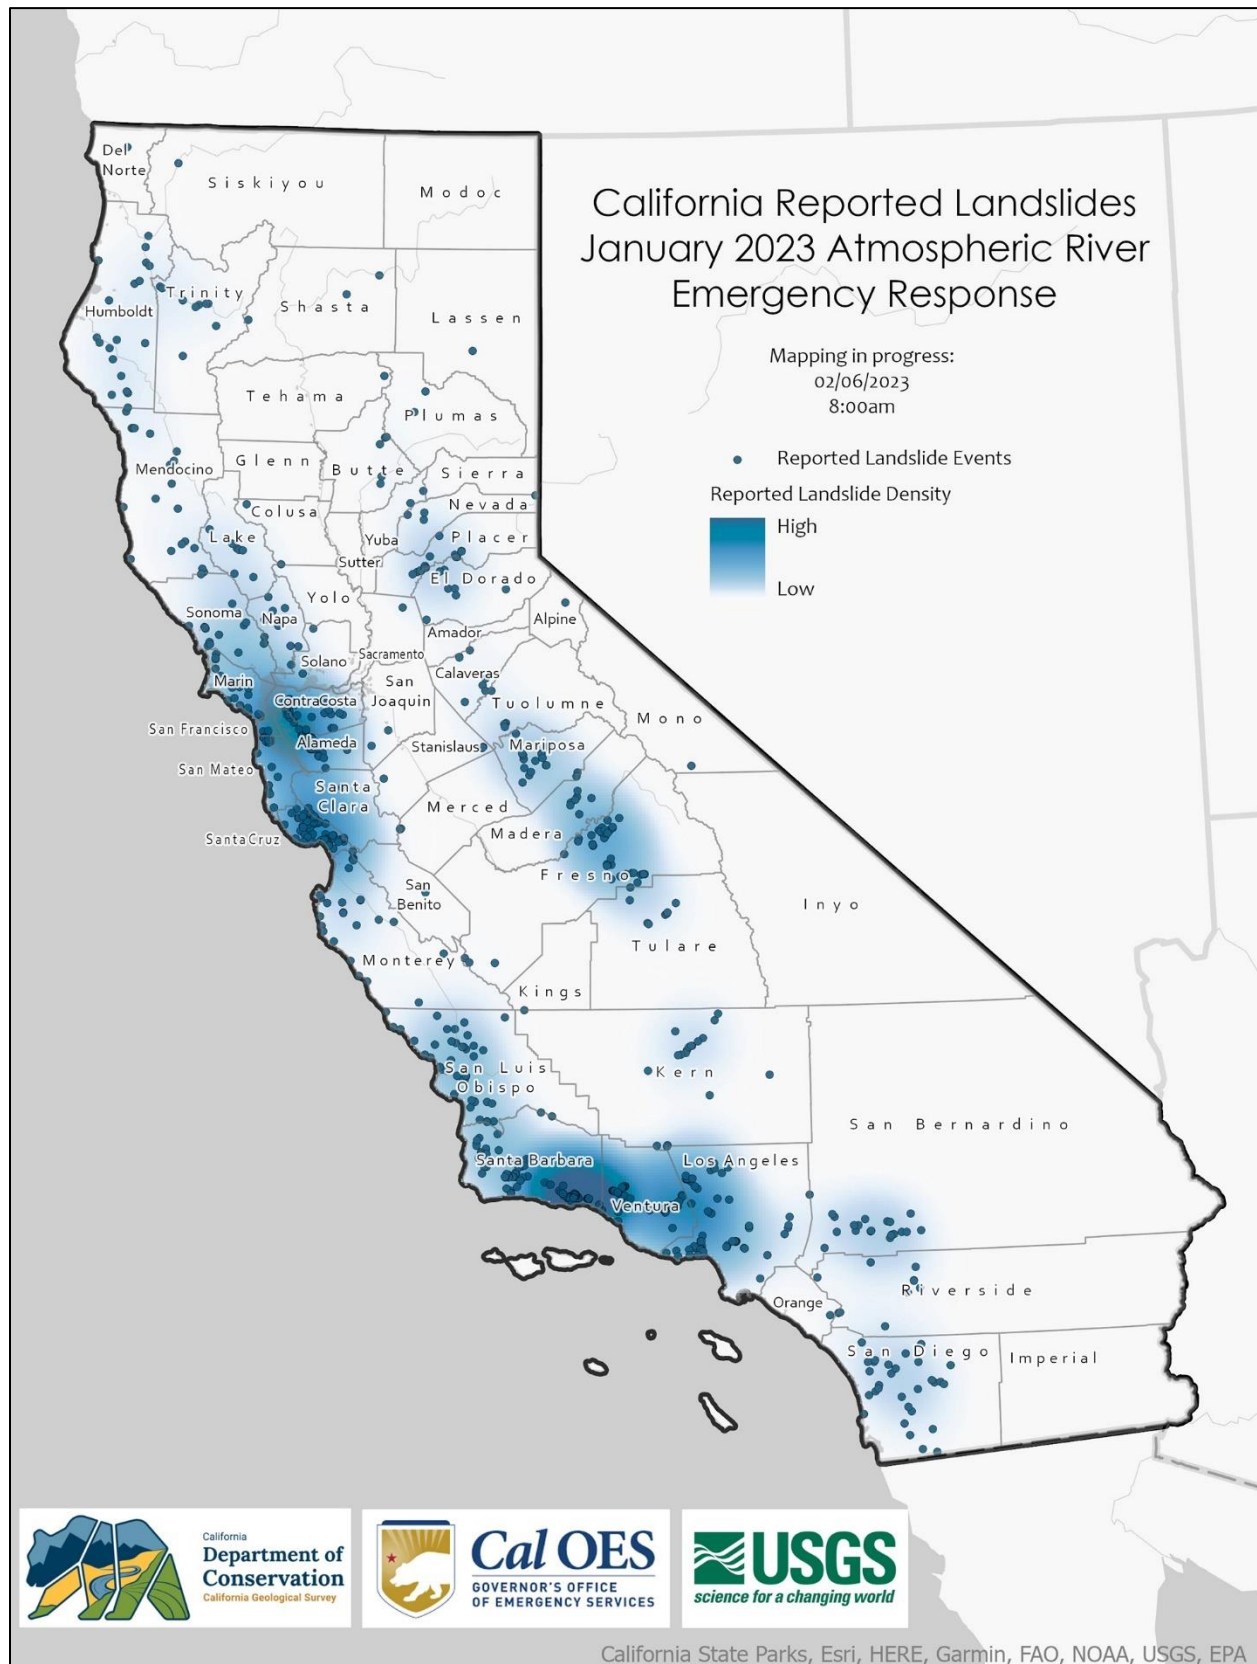 California Reported Landslides
January 2023 Atmospheric River
Emergency Response
Mapping in progress:
02/06/2023
8:00am
Reported Landslide Events
Reported Landslide Density
High
Low
Del
Norte
Siskiyou
Modoc
Humboldt
Trinity
Shasta
Lassen
Tehama
Plumas
Mendocino
Glenn
Butte
Sierra
Colusa
Nevada
Lake
Yuba
Placer
Sutter
El Dorado
Yolo
Sonoma
Napa
Alpine
Amador
Sacramento
Solano
Marin
Calaveras
San
Joaquin
ContraCosta
Tuolumne
Mono
San Francisco
Alameda
Stanislaus
Mariposa
San Mateo
Santa
Clara
Merced
Madera
SantaCruz
Fresno
San
Benito
Inyo
Tulare
Monterey
Kings
San Luis
Obispo
Kern
San Bernardino
Santa Barbara
Los Angeles
Ventura
Riverside
Orange
San Diego
Imperial
California
Department of
Conservation
California Geological Survey
Cal OES
GOVERNOR'S OFFICE
OF EMERGENCY SERVICES
USGS
science for a changing world
California State Parks, Esri, HERE, Garmin, FAO, NOAA, USGS, EPA